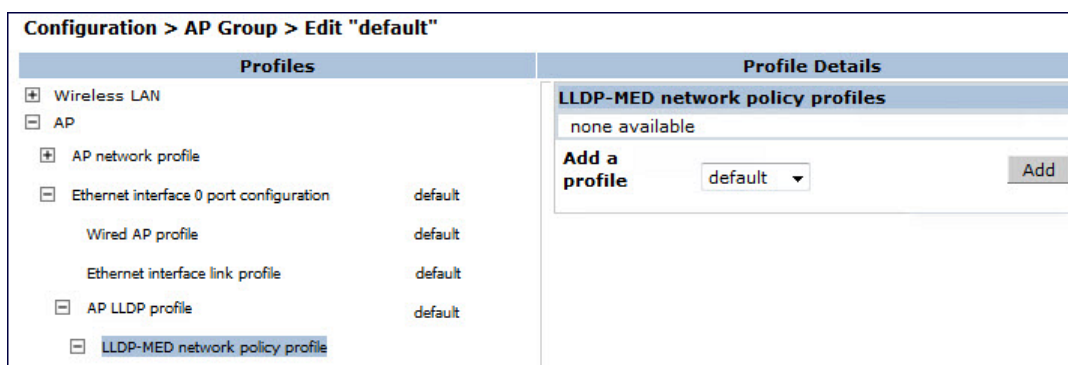 Configuration > AP Group > Edit "default"
Profiles
Profile Details
Wireless LAN
AP
AP network profile
Ethernet interface 0 port configuration default
Wired AP profile default
Ethernet interface link profile default
AP LLDP profile default
LLDP-MED network policy profile
LLDP-MED network policy profiles
none available
Add a
profile
default
Add